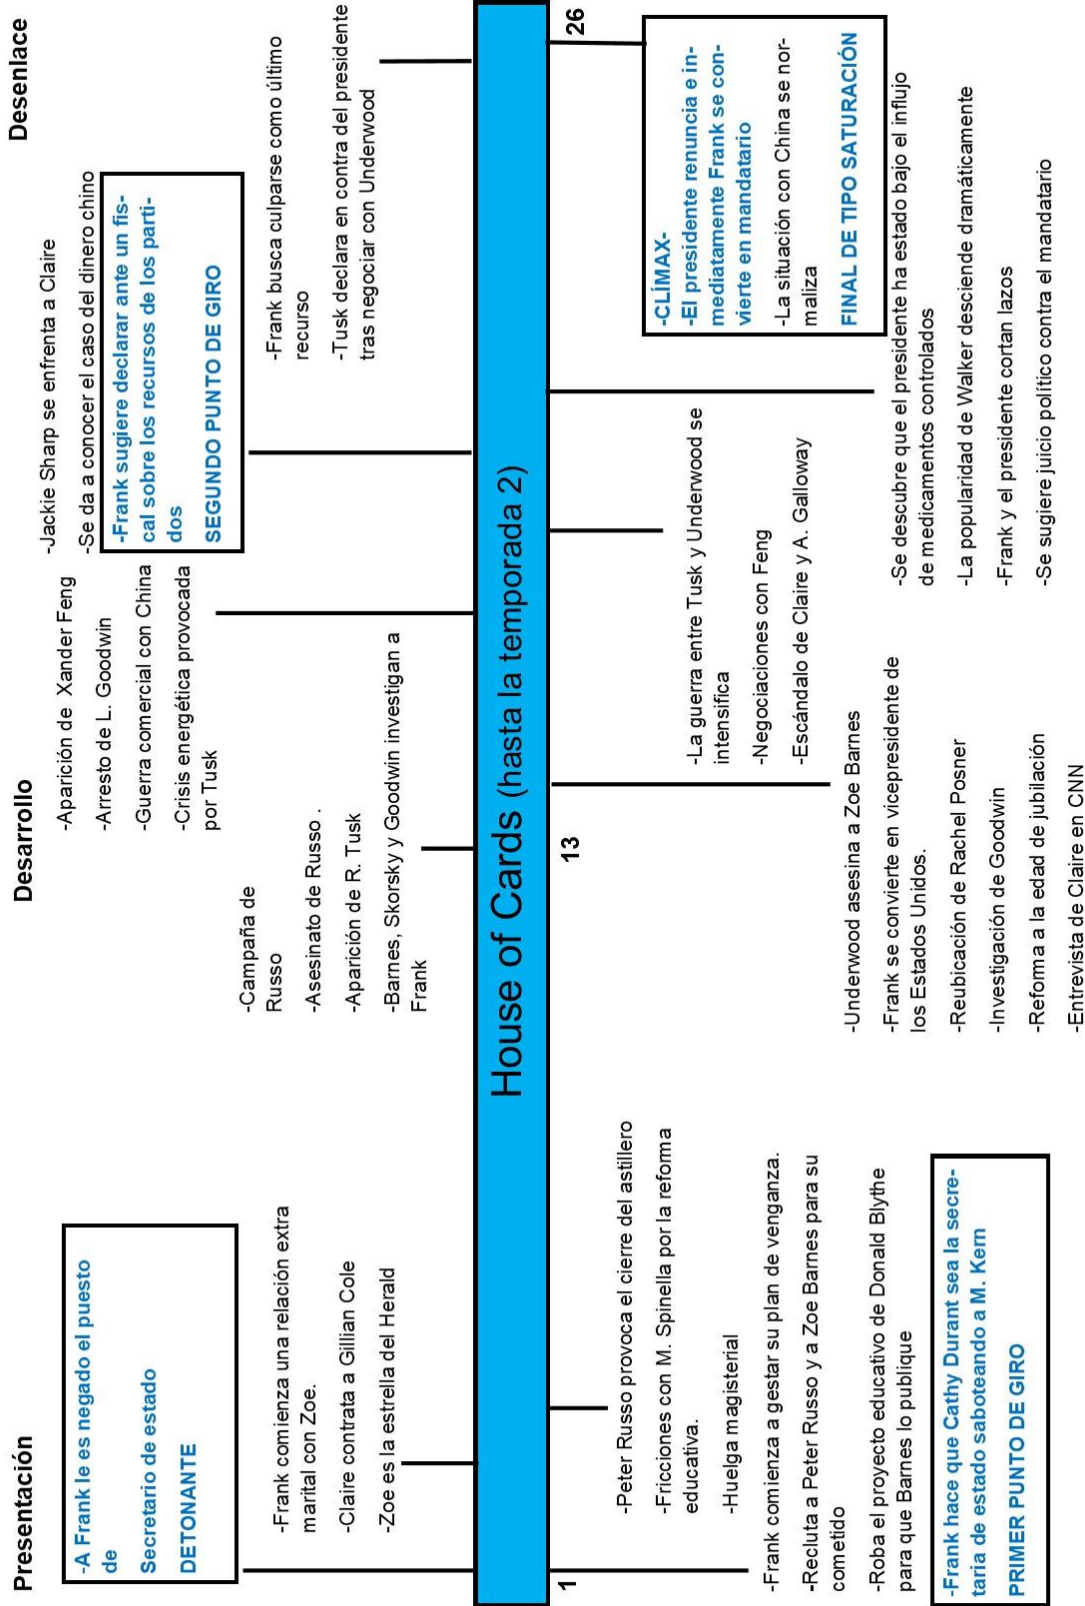 Presentación
Desarrollo
Desenlace
-A Frank le es negado el puesto
de
Secretario de estado
DETONANTE
-Frank comienza una relación extra
marital con Zoe.
-Claire contrata a Gillian Cole
-Zoe es la estrella del Herald
-Campaña de
Russo
-Asesinato de Russo .
-Aparición de R. Tusk
-Barnes, Skorsky y Goodwin investigan a
Frank
-Aparición de Xander Feng
-Arresto de L. Goodwin
-Guerra comercial con China
-Crisis energética provocada
por Tusk
-Jackie Sharp se enfrenta a Claire
-Se da a conocer el caso del dinero chino
-Frank sugiere declarar ante un fis-
cal sobre los recursos de los parti-
dos
SEGUNDO PUNTO DE GIRO
-Frank busca culparse como último
recurso
-Tusk declara en contra del presidente
tras negociar con Underwood
House of Cards (hasta la temporada 2)
1
13
26
-Peter Russo provoca el cierre del astillero
-Fricciones con M. Spinella por la reforma
educativa.
-Huelga magisterial
-Frank comienza a gestar su plan de venganza.
-Recluta a Peter Russo y a Zoe Barnes para su
cometido
-Roba el proyecto educativo de Donald Blythe
para que Barnes lo publique
-Frank hace que Cathy Durant sea la secre-
taria de estado saboteando a M. Kern
PRIMER PUNTO DE GIRO
-Underwood asesina a Zoe Barnes
-Frank se convierte en vicepresidente de
los Estados Unidos.
-Reubicación de Rachel Posner
-Investigación de Goodwin
-Reforma a la edad de jubilación
-Entrevista de Claire en CNN
-La guerra entre Tusk y Underwood se
intensifica
-Negociaciones con Feng
-Escándalo de Claire y A. Galloway
-Se descubre que el presidente ha estado bajo el influjo
de medicamentos controlados
-La popularidad de Walker desciende dramáticamente
-Frank y el presidente cortan lazos
-Se sugiere juicio político contra el mandatario
-CLÍMAX-
-El presidente renuncia e in-
mediatamente Frank se con-
vierte en mandatario
-La situación con China se nor-
maliza
FINAL DE TIPO SATURACIÓN